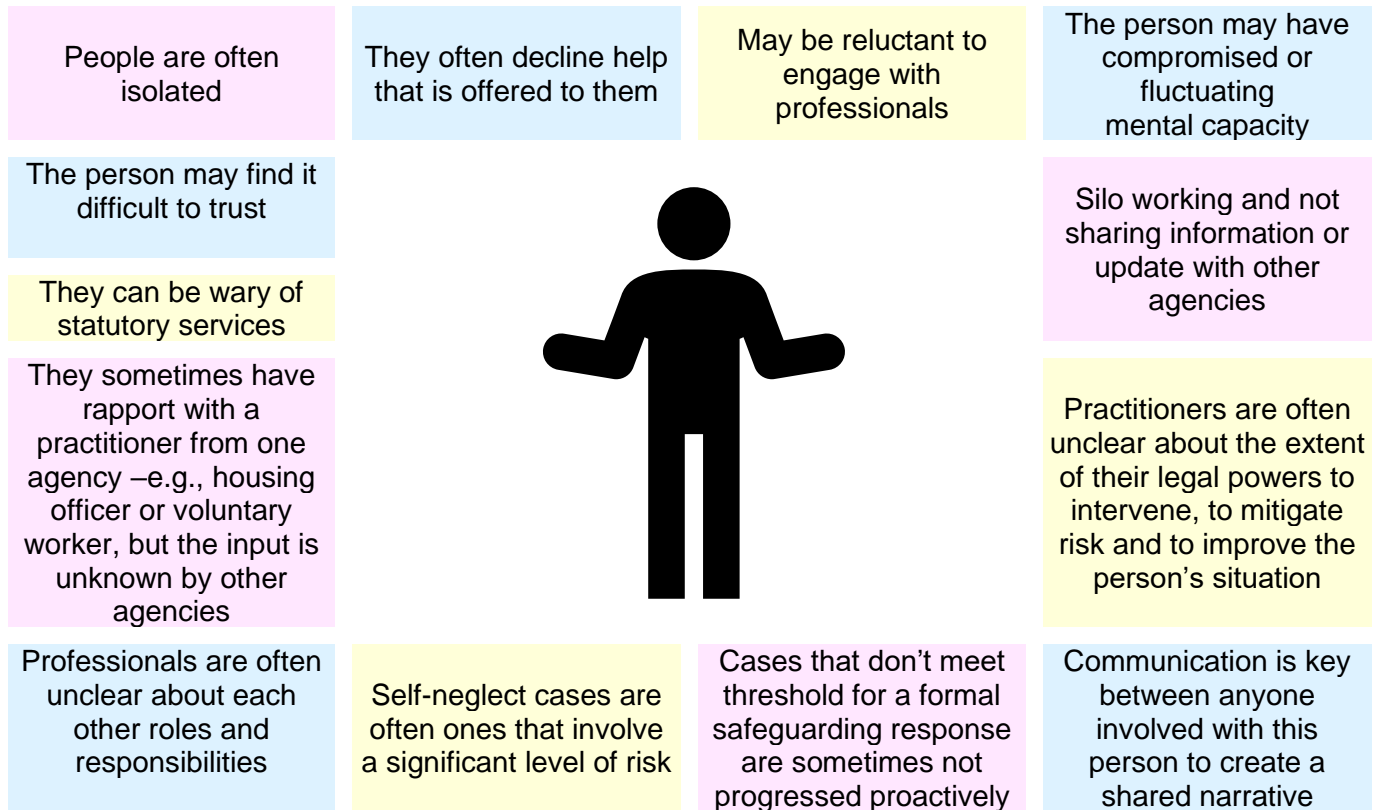 People are often
isolated
They often decline help
that is offered to them
May be reluctant to
engage with
professionals
The person may have
compromised or
fluctuating
mental capacity
The person may find it
difficult to trust
Silo working and not
sharing information or
update with other
agencies
They can be wary of
statutory services
They sometimes have
rapport with a
practitioner from one
agency –e.g., housing
officer or voluntary
worker, but the input is
unknown by other
agencies
Practitioners are often
unclear about the extent
of their legal powers to
intervene, to mitigate
risk and to improve the
person’s situation
Professionals are often
unclear about each
other roles and
responsibilities
Self-neglect cases are
often ones that involve
a significant level of risk
Cases that don’t meet
threshold for a formal
safeguarding response
are sometimes not
progressed proactively
Communication is key
between anyone
involved with this
person to create a
shared narrative